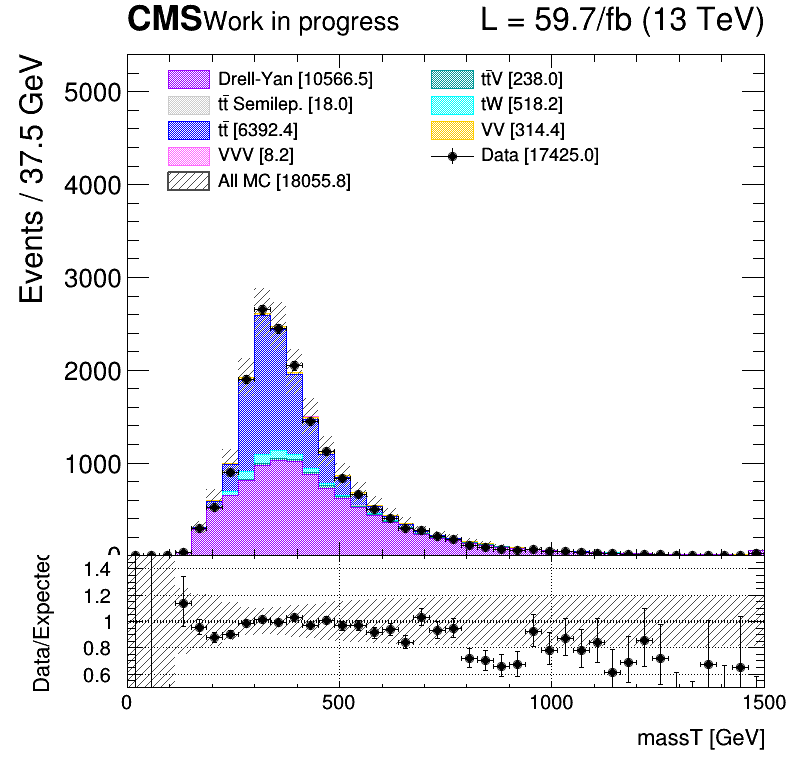 CMS Work in progress L = 59.7/fb (13 TeV)
Events / 37.5 GeV
5000
4000
3000
2000
1000
0
Drell-Yan [10566.5]
tt̄ Semilep. [18.0]
tt̄ [6392.4]
VVV [8.2]
All MC [18055.8]
tt̄V [238.0]
tW [518.2]
VV [314.4]
Data [17425.0]
Data/Expected
1.4
1.2
1
0.8
0.6
0 500 1000 1500
massT [GeV]